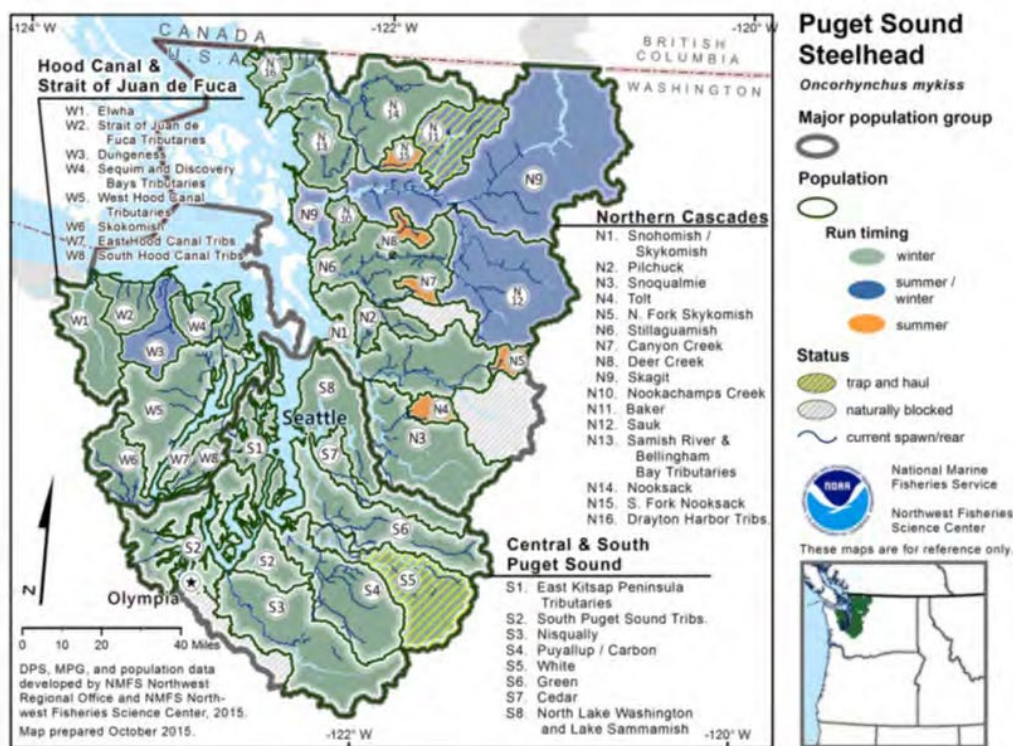 -124° W
-122° W
-120° W
CANADA
U.S.A
BRITISH
COLUMBIA
WASHINGTON
Hood Canal &
Strait of Juan de Fuca
W1. Elwha
W2. Strait of Juan de
Fuca Tributaries
W3. Dungeness
W4. Sequim and Discovery
Bays Tributaries
W5. West Hood Canal
Tributaries
W6. Skokomish
W7. East Hood Canal Tribs
W8. South Hood Canal Tribs
N
16
N
14
N
11
N
13
N
15
N9
N9
N
10
N8
N6
N7
N
12
N2
N1
N5
N4
N3
W1
W2
W4
W3
W5
W6
W7
W8
S8
Seattle
S1
S7
S6
S2
S2
S5
S4
S3
Olympia
Northern Cascades
N1. Snohomish /
Skykomish
N2. Pilchuck
N3. Snoqualmie
N4. Tolt
N5. N. Fork Skykomish
N6. Stillaguamish
N7. Canyon Creek
N8. Deer Creek
N9. Skagit
N10. Nookachamps Creek
N11. Baker
N12. Sauk
N13. Samish River &
Bellingham
Bay Tributaries
N14. Nooksack
N15. S. Fork Nooksack
N16. Drayton Harbor Tribs.
Central & South
Puget Sound
S1. East Kitsap Peninsula
Tributaries
S2. South Puget Sound Tribs.
S3. Nisqually
S4. Puyallup / Carbon
S5. White
S6. Green
S7. Cedar
S8. North Lake Washington
and Lake Sammamish
N
0 10 20 40 Miles
DPS, MPG, and population data
developed by NMFS Northwest
Regional Office and NMFS North-
west Fisheries Science Center, 2015.
Map prepared October 2015.
-122° W
-120° W
Puget Sound
Steelhead
Oncorhynchus mykiss
Major population group
Population
Run timing
winter
summer /
winter
summer
Status
trap and haul
naturally blocked
current spawn/rear
NOAA
National Marine
Fisheries Service
Northwest Fisheries
Science Center
These maps are for reference only.